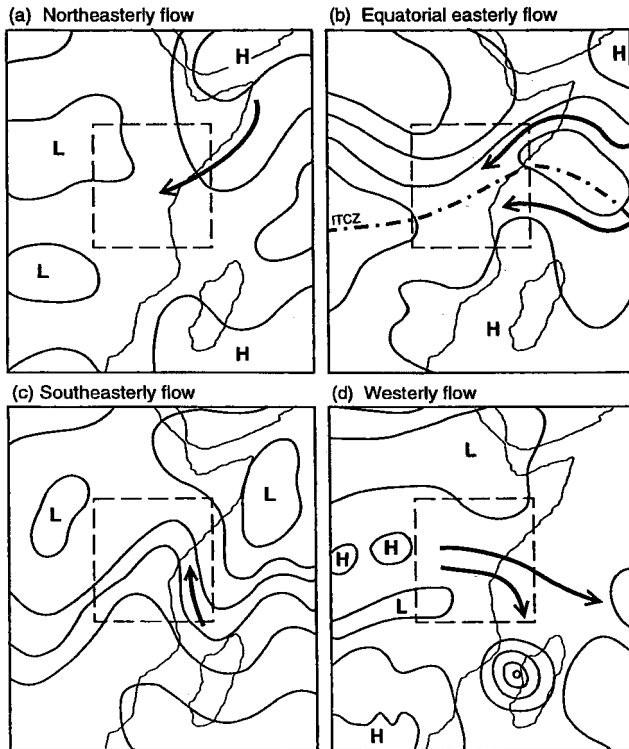 (a) Northeasterly flow
H
L
L
H
(b) Equatorial easterly flow
H
ITCZ
H
(c) Southeasterly flow
L
L
(d) Westerly flow
L
H
H
L
H